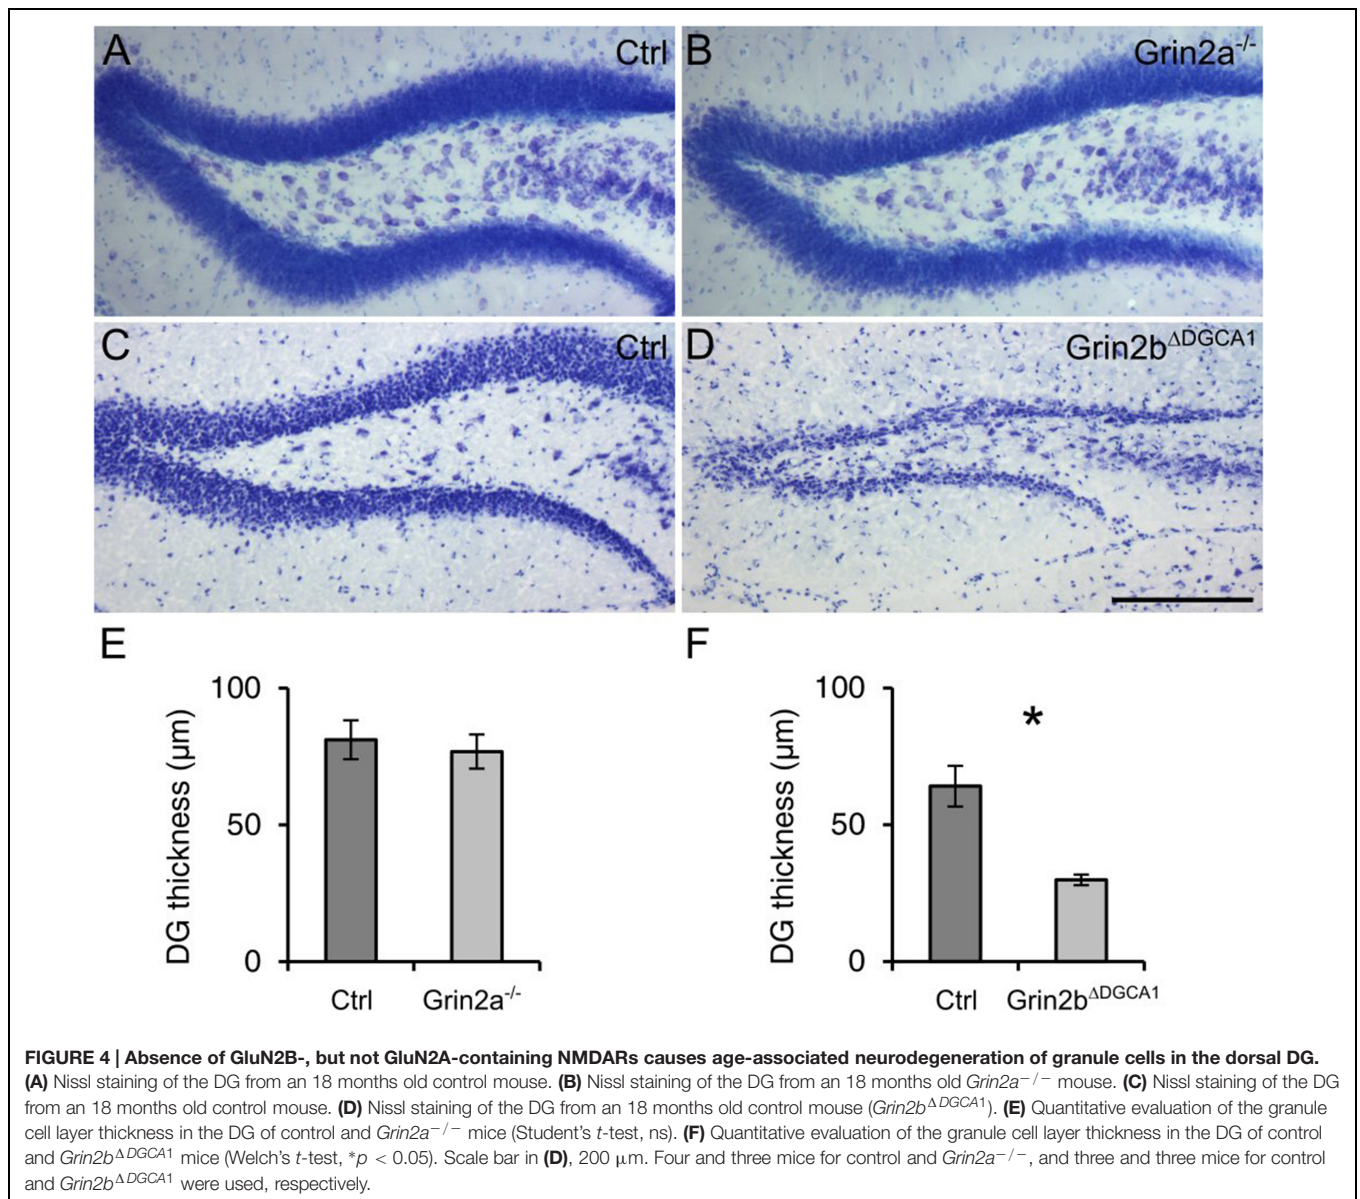 A Ctrl
B Grin2a-/-
C Ctrl
D Grin2bΔDGCA1
E
100
50
0
DG thickness (μm)
Ctrl Grin2a-/-
F
100
50
0
DG thickness (μm)
*
Ctrl Grin2bΔDGCA1
FIGURE 4 | Absence of GluN2B-, but not GluN2A-containing NMDARs causes age-associated neurodegeneration of granule cells in the dorsal DG.
(A) Nissl staining of the DG from an 18 months old control mouse. (B) Nissl staining of the DG from an 18 months old Grin2a−/− mouse. (C) Nissl staining of the DG
from an 18 months old control mouse. (D) Nissl staining of the DG from an 18 months old control mouse (Grin2bΔDGCA1). (E) Quantitative evaluation of the granule
cell layer thickness in the DG of control and Grin2a−/− mice (Student's t-test, ns). (F) Quantitative evaluation of the granule cell layer thickness in the DG of control
and Grin2bΔDGCA1 mice (Welch's t-test, *p < 0.05). Scale bar in (D), 200 μm. Four and three mice for control and Grin2a−/−, and three and three mice for control
and Grin2bΔDGCA1 were used, respectively.